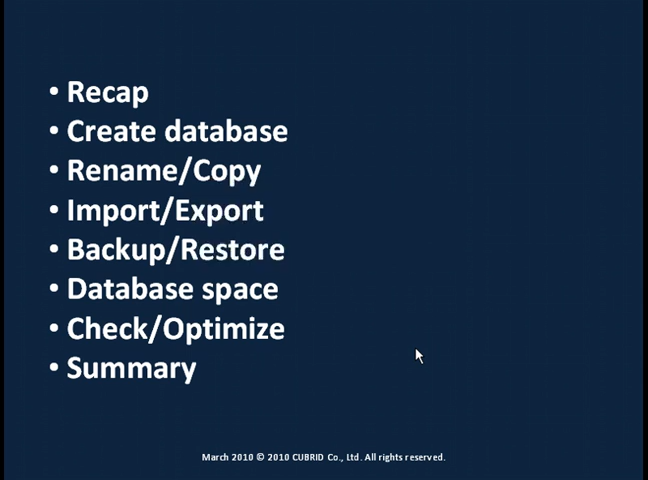 • Recap
• Create database
• Rename/Copy
• Import/Export
• Backup/Restore
• Database space
• Check/Optimize
• Summary
March 2010 © 2010 CUBRID Co., Ltd. All rights reserved.